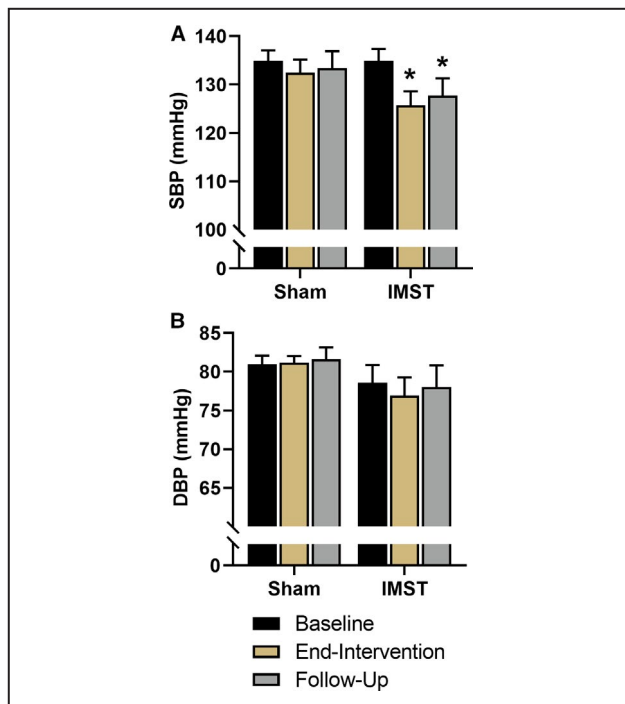 A
140
130
120
110
100
0
SBP (mmHg)
* *
Sham IMST
B
85
80
75
70
65
0
DBP (mmHg)
Sham IMST
Baseline
End-Intervention
Follow-Up